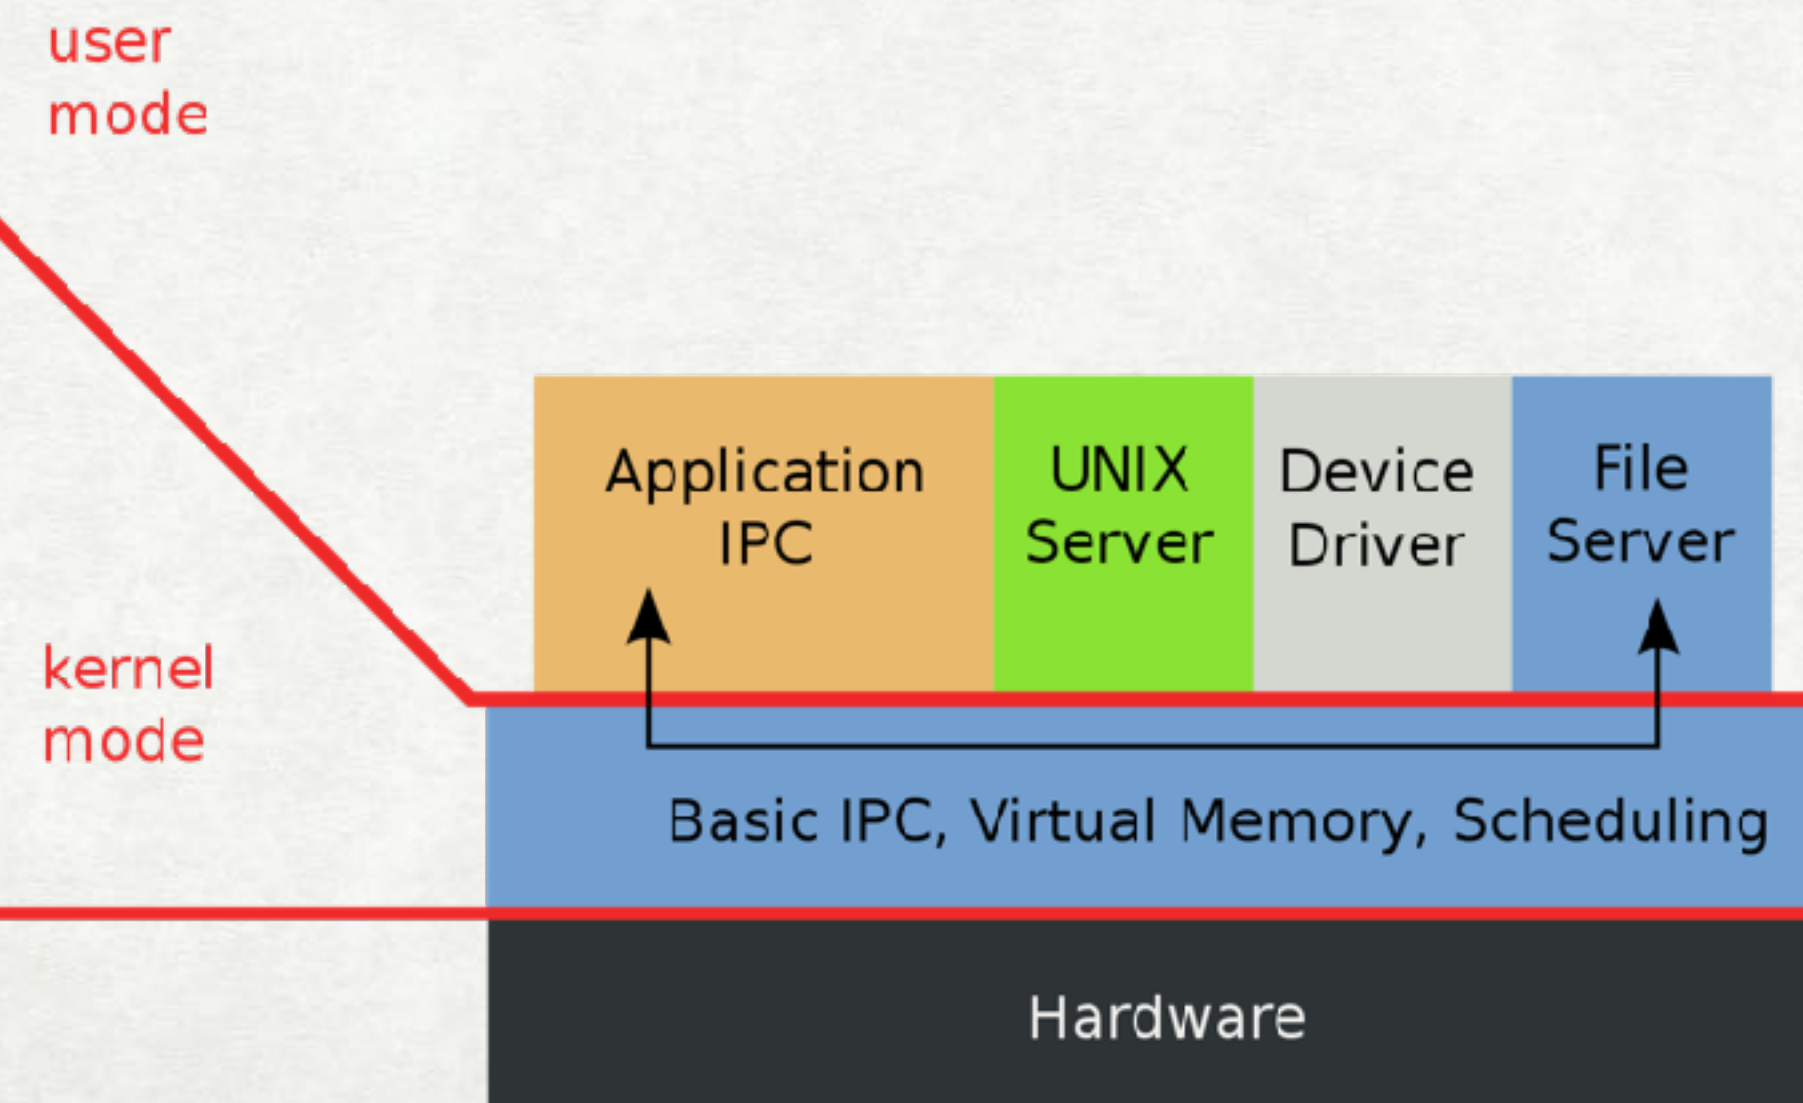 user
mode
Application
IPC
UNIX
Server
Device
Driver
File
Server
kernel
mode
Basic IPC, Virtual Memory, Scheduling
Hardware